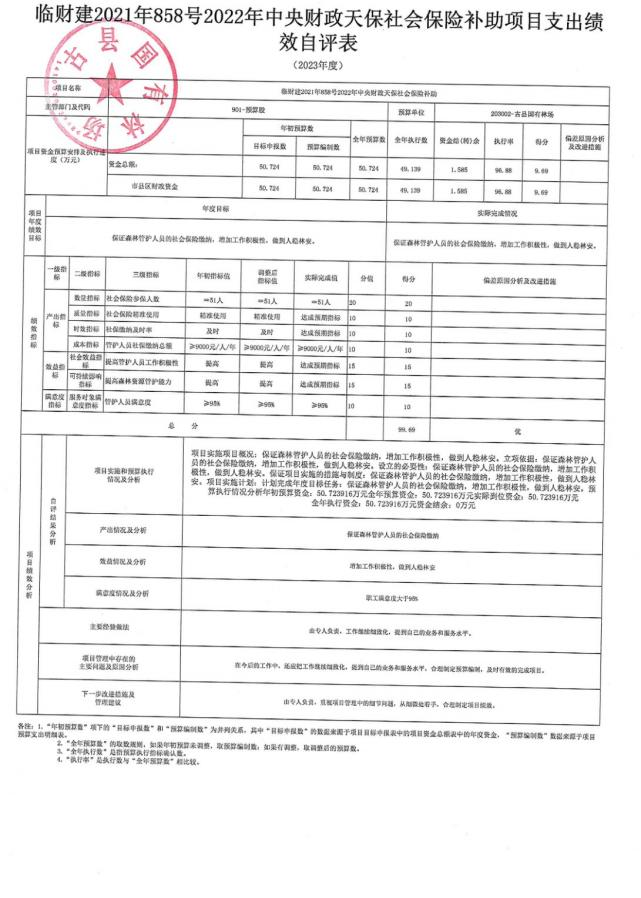 临财建2021年858号2022年中央财政天保社会保险补助项目支出绩
效自评表
（2023年度）
古县国有林场
项目名称 临财建2021年858号2022年中央财政天保社会保险补助
主管部门及代码 901-预算股 预算单位 203002-古县国有林场
项目资金预算安排及执行进度（万元） 年初预算数 全年预算数 全年执行数 资金结(转)余 执行率 得分 偏差原因分析及改进措施
目标申报数 预算编制数
资金总额： 50.724 50.724 50.724 49.139 1.585 96.88 9.69
市县区财政资金 50.724 50.724 50.724 49.139 1.585 96.88 9.69
项目年度绩效目标 年度目标 实际完成情况
保证森林管护人员的社会保险缴纳，增加工作积极性，做到人稳林安。 保证森林管护人员的社会保险缴纳，增加工作积极性，做到人稳林安。
绩效指标 一级指标 二级指标 三级指标 年初指标值 调整后指标值 实际完成值 分值 得分 偏差原因分析及改进措施
产出指标 数量指标 社会保险参保人数 ＝51人 ＝51人 ＝51人 20 20
质量指标 社会保险精准使用 精准使用 精准使用 达成预期指标 10 10
时效指标 社保缴纳及时率 及时 及时 达成预期指标 10 10
成本指标 管护人员社保缴纳总额 ≥9000元/人/年 ≥9000元/人/年 ≥9000元/人/年 10 10
效益指标 社会效益指标 提高管护人员工作积极性 提高 提高 达成预期指标 15 15
可持续影响指标 提高森林资源管护能力 提高 提高 达成预期指标 15 15
满意度指标 服务对象满意度指标 管护人员满意度 ≥95% ≥95% ≥95% 10 10
总 分 99.69 优
项目绩效分析 自评结果分析 项目实施和预算执行情况及分析
项目实施项目概况：保证森林管护人员的社会保险缴纳，增加工作积极性，做到人稳林安。立项依据：保证森林管护人
员的社会保险缴纳，增加工作积极性，做到人稳林安。设立的必要性：保证森林管护人员的社会保险缴纳，增加工作积
极性，做到人稳林安。保证项目实施的措施与制度：保证森林管护人员的社会保险缴纳，增加工作积极性，做到人稳林
安。项目实施计划：计划完成年度目标任务：保证森林管护人员的社会保险缴纳，增加工作积极性，做到人稳林安。预
算执行情况分析年初预算资金：50.723916万元全年预算资金：50.723916万元实际到位资金：50.723916万元
全年执行资金：50.723916万元资金结余：0万元
产出情况及分析 保证森林管护人员的社会保险缴纳
效益情况及分析 增加工作积极性，做到人稳林安
满意度情况及分析 职工满意度大于95%
主要经验做法 由专人负责，工作继续细致化，提到自己的业务和服务水平。
项目管理中存在的主要问题及原因分析 在今后的工作中，还应把工作继续细致化，提到自己的业务和服务水平，合理制定预算编制，及时有效的完成项目。
下一步改进措施及管理建议 由专人负责，重视项目管理中的细节问题，从细微处着手，合理制定项目绩效。
备注：1、“年初预算数”项下的“目标申报数”和“预算编制数”为并列关系，其中“目标申报数”的数据来源于项目目标申报表中的项目资金总额表中的年度资金，“预算编制数”数据来源于项目
预算支出明细表。
2、“全年预算数”的取数规则，如果年初预算未调整，取预算编制数；如果有调整，取调整后的预算数。
3、“全年执行数”是指预算执行指标确认数。
4、“执行率”是执行数与“全年预算数”相比较。